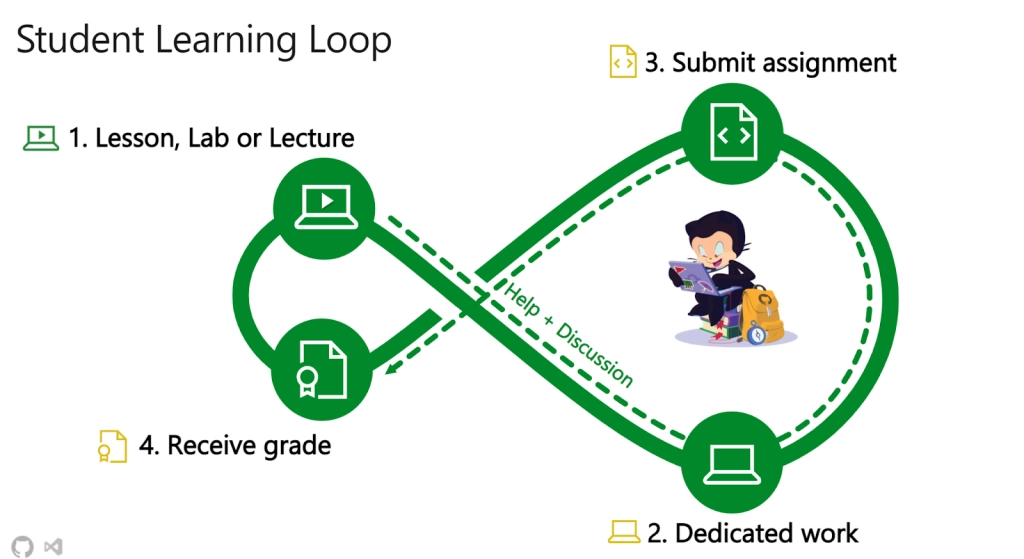 Student Learning Loop
3. Submit assignment
1. Lesson, Lab or Lecture
Help + Discussion
4. Receive grade
2. Dedicated work